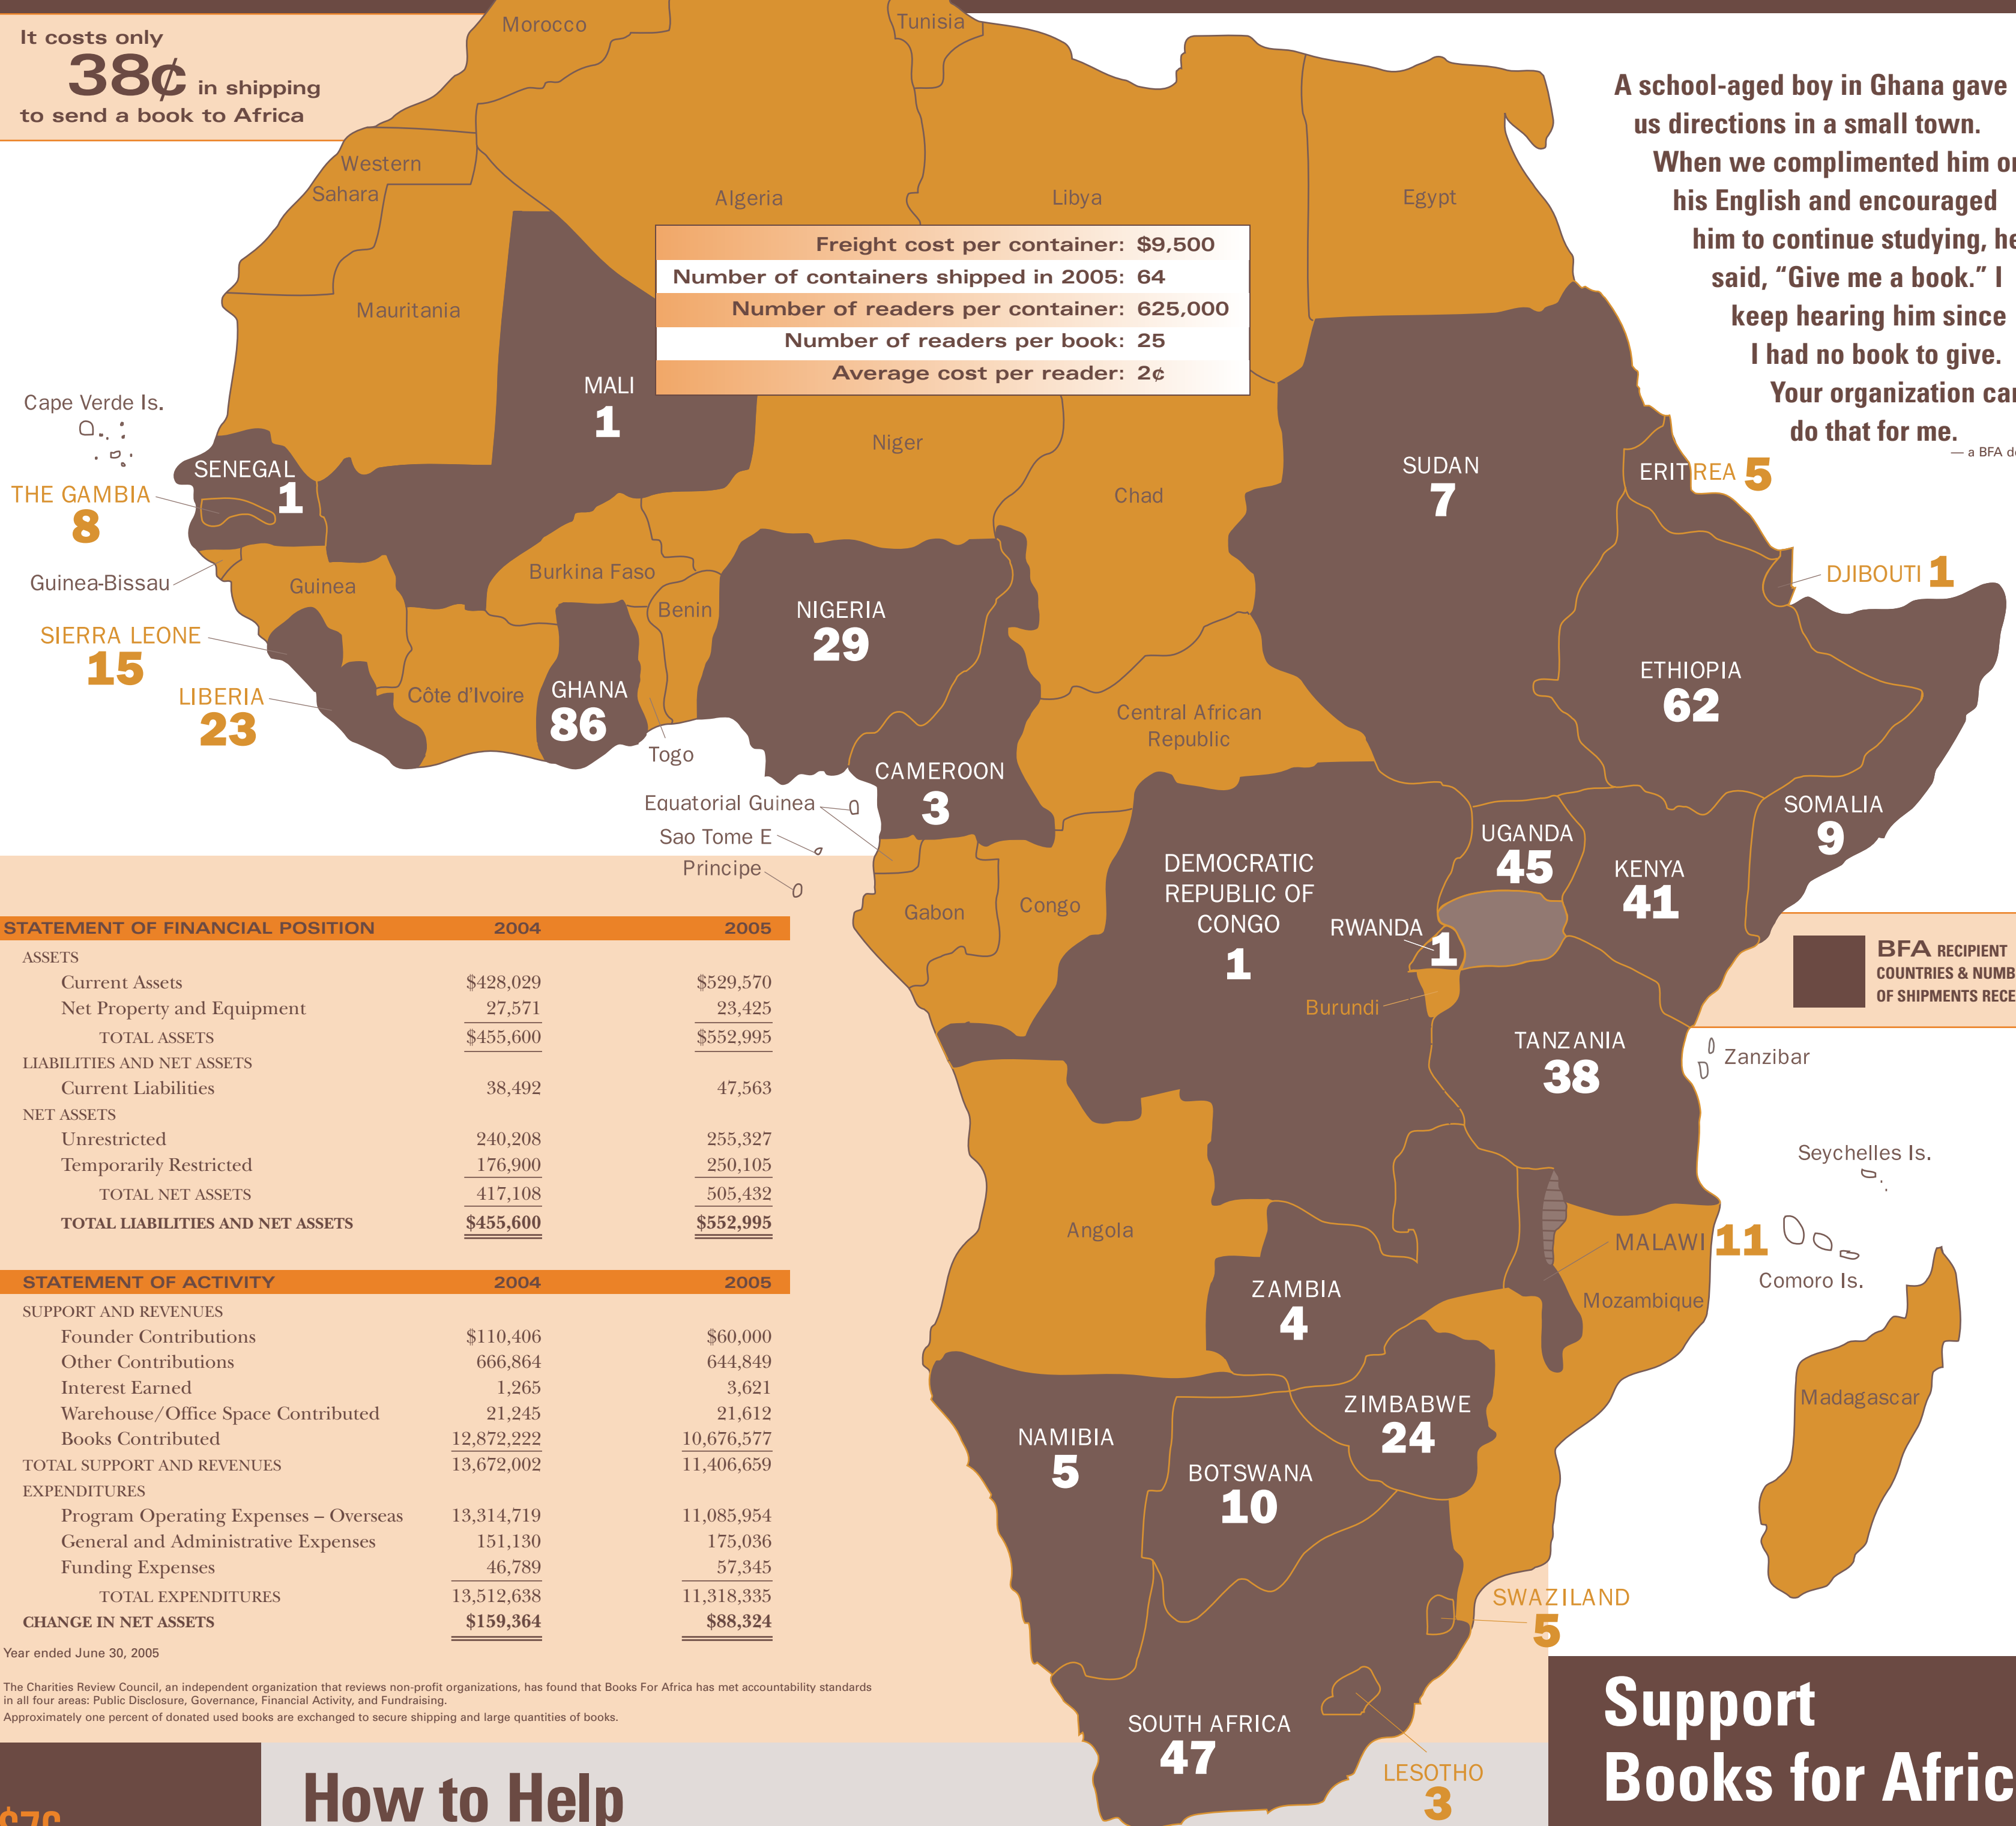 It costs only
38¢ in shipping
to send a book to Africa
Morocco
Tunisia
Western
Sahara
Algeria
Libya
Egypt
Mauritania
A school-aged boy in Ghana gave
us directions in a small town.
When we complimented him on
his English and encouraged
him to continue studying, he
said, “Give me a book.” I
keep hearing him since
I had no book to give.
Your organization can
do that for me.
— a BFA do
Freight cost per container: $9,500
Number of containers shipped in 2005: 64
Number of readers per container: 625,000
Number of readers per book: 25
Average cost per reader: 2¢
Cape Verde Is.
MALI
1
Niger
Chad
SUDAN
7
ERITREA 5
SENEGAL
1
THE GAMBIA
8
Guinea-Bissau
Guinea
Burkina Faso
Benin
NIGERIA
29
DJIBOUTI 1
SIERRA LEONE
15
LIBERIA
23
Côte d’Ivoire
GHANA
86
Togo
Central African
Republic
ETHIOPIA
62
CAMEROON
3
Equatorial Guinea
Sao Tome E
Principe
SOMALIA
9
UGANDA
45
KENYA
41
DEMOCRATIC
REPUBLIC OF
CONGO
1
RWANDA
1
Gabon
Congo
Burundi
BFA RECIPIENT
COUNTRIES & NUMB
OF SHIPMENTS RECE
TANZANIA
38
Zanzibar
Seychelles Is.
Angola
MALAWI 11
Comoro Is.
ZAMBIA
4
Mozambique
Madagascar
ZIMBABWE
24
NAMIBIA
5
BOTSWANA
10
SWAZILAND
5
SOUTH AFRICA
47
LESOTHO
3
STATEMENT OF FINANCIAL POSITION 2004 2005
ASSETS
Current Assets $428,029 $529,570
Net Property and Equipment 27,571 23,425
TOTAL ASSETS $455,600 $552,995
LIABILITIES AND NET ASSETS
Current Liabilities 38,492 47,563
NET ASSETS
Unrestricted 240,208 255,327
Temporarily Restricted 176,900 250,105
TOTAL NET ASSETS 417,108 505,432
TOTAL LIABILITIES AND NET ASSETS $455,600 $552,995
STATEMENT OF ACTIVITY 2004 2005
SUPPORT AND REVENUES
Founder Contributions $110,406 $60,000
Other Contributions 666,864 644,849
Interest Earned 1,265 3,621
Warehouse/Office Space Contributed 21,245 21,612
Books Contributed 12,872,222 10,676,577
TOTAL SUPPORT AND REVENUES 13,672,002 11,406,659
EXPENDITURES
Program Operating Expenses – Overseas 13,314,719 11,085,954
General and Administrative Expenses 151,130 175,036
Funding Expenses 46,789 57,345
TOTAL EXPENDITURES 13,512,638 11,318,335
CHANGE IN NET ASSETS $159,364 $88,324
Year ended June 30, 2005
The Charities Review Council, an independent organization that reviews non-profit organizations, has found that Books For Africa has met accountability standards
in all four areas: Public Disclosure, Governance, Financial Activity, and Fundraising.
Approximately one percent of donated used books are exchanged to secure shipping and large quantities of books.
How to Help
Support
Books for Afric